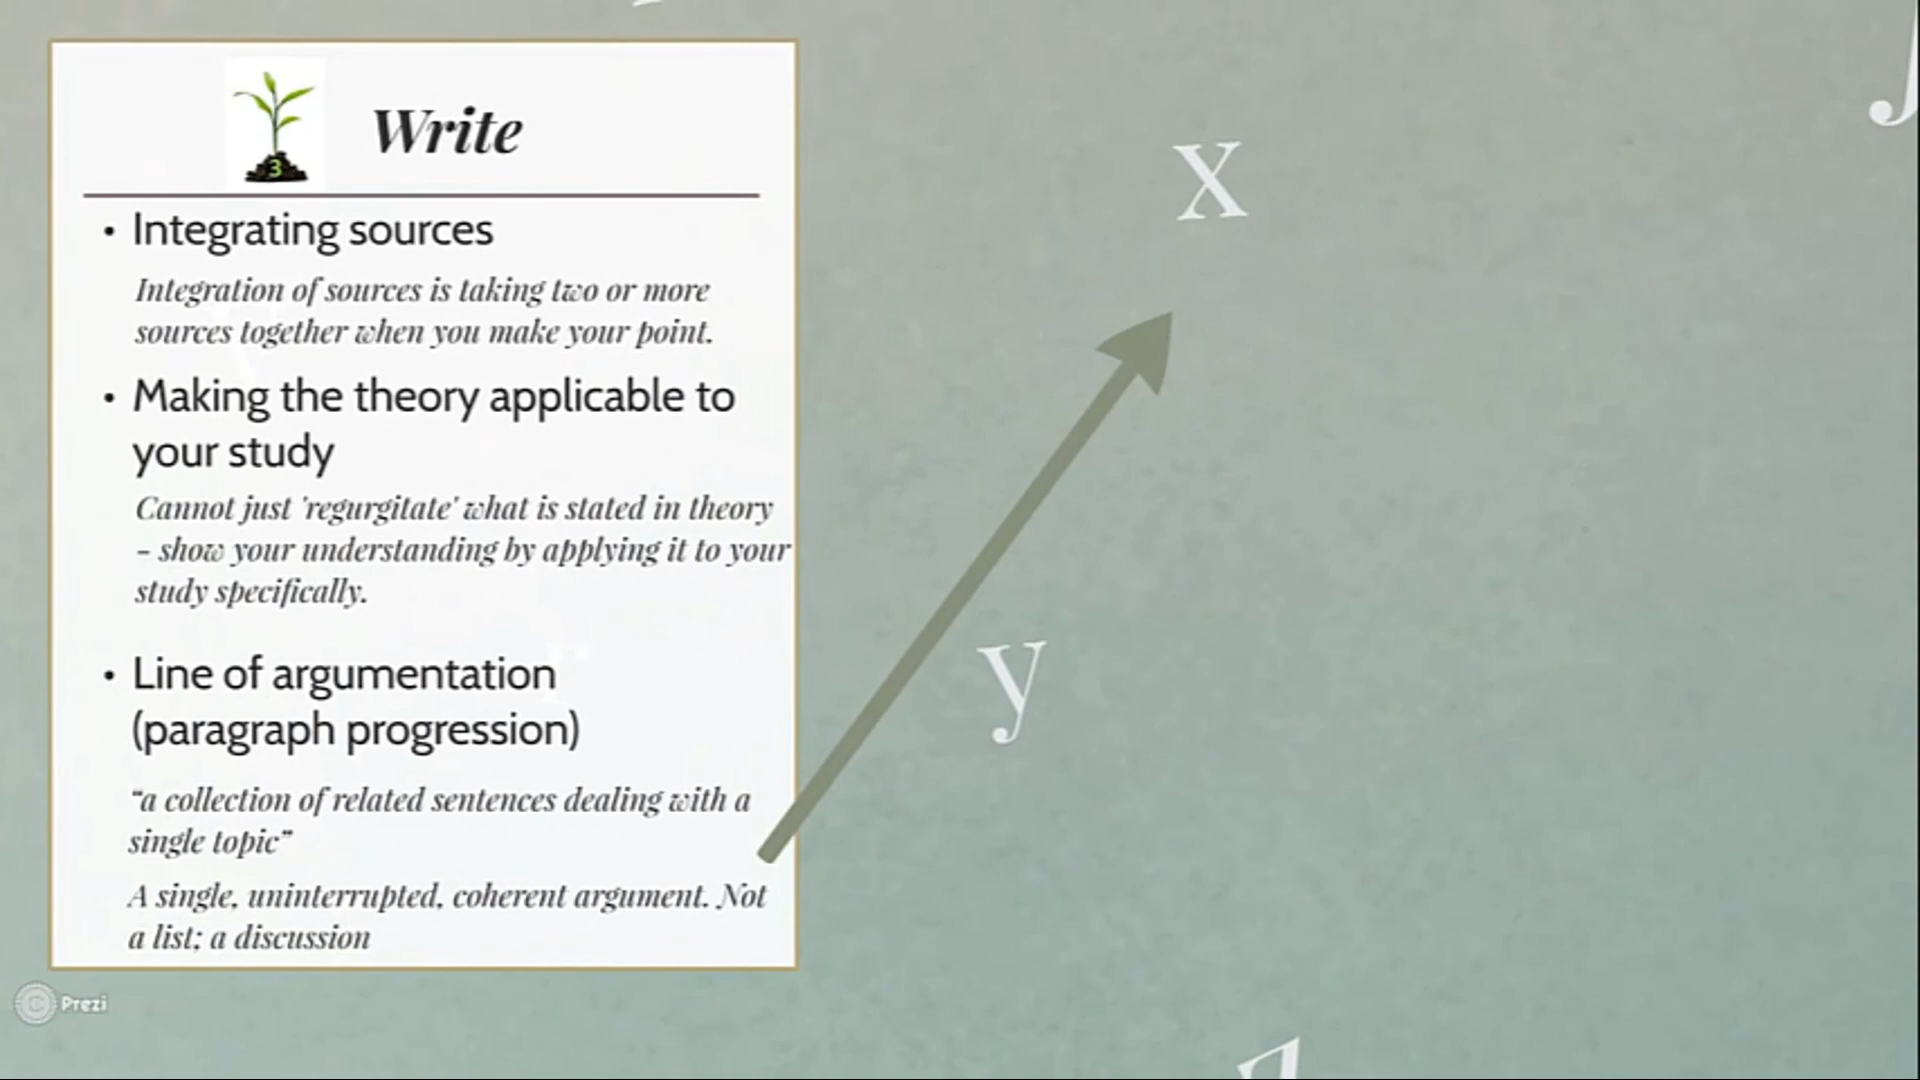 3
Write
• Integrating sources
Integration of sources is taking two or more
sources together when you make your point.
• Making the theory applicable to
your study
Cannot just 'regurgitate' what is stated in theory
– show your understanding by applying it to your
study specifically.
• Line of argumentation
(paragraph progression)
“a collection of related sentences dealing with a
single topic”
A single, uninterrupted, coherent argument. Not
a list; a discussion
x
y
Prezi